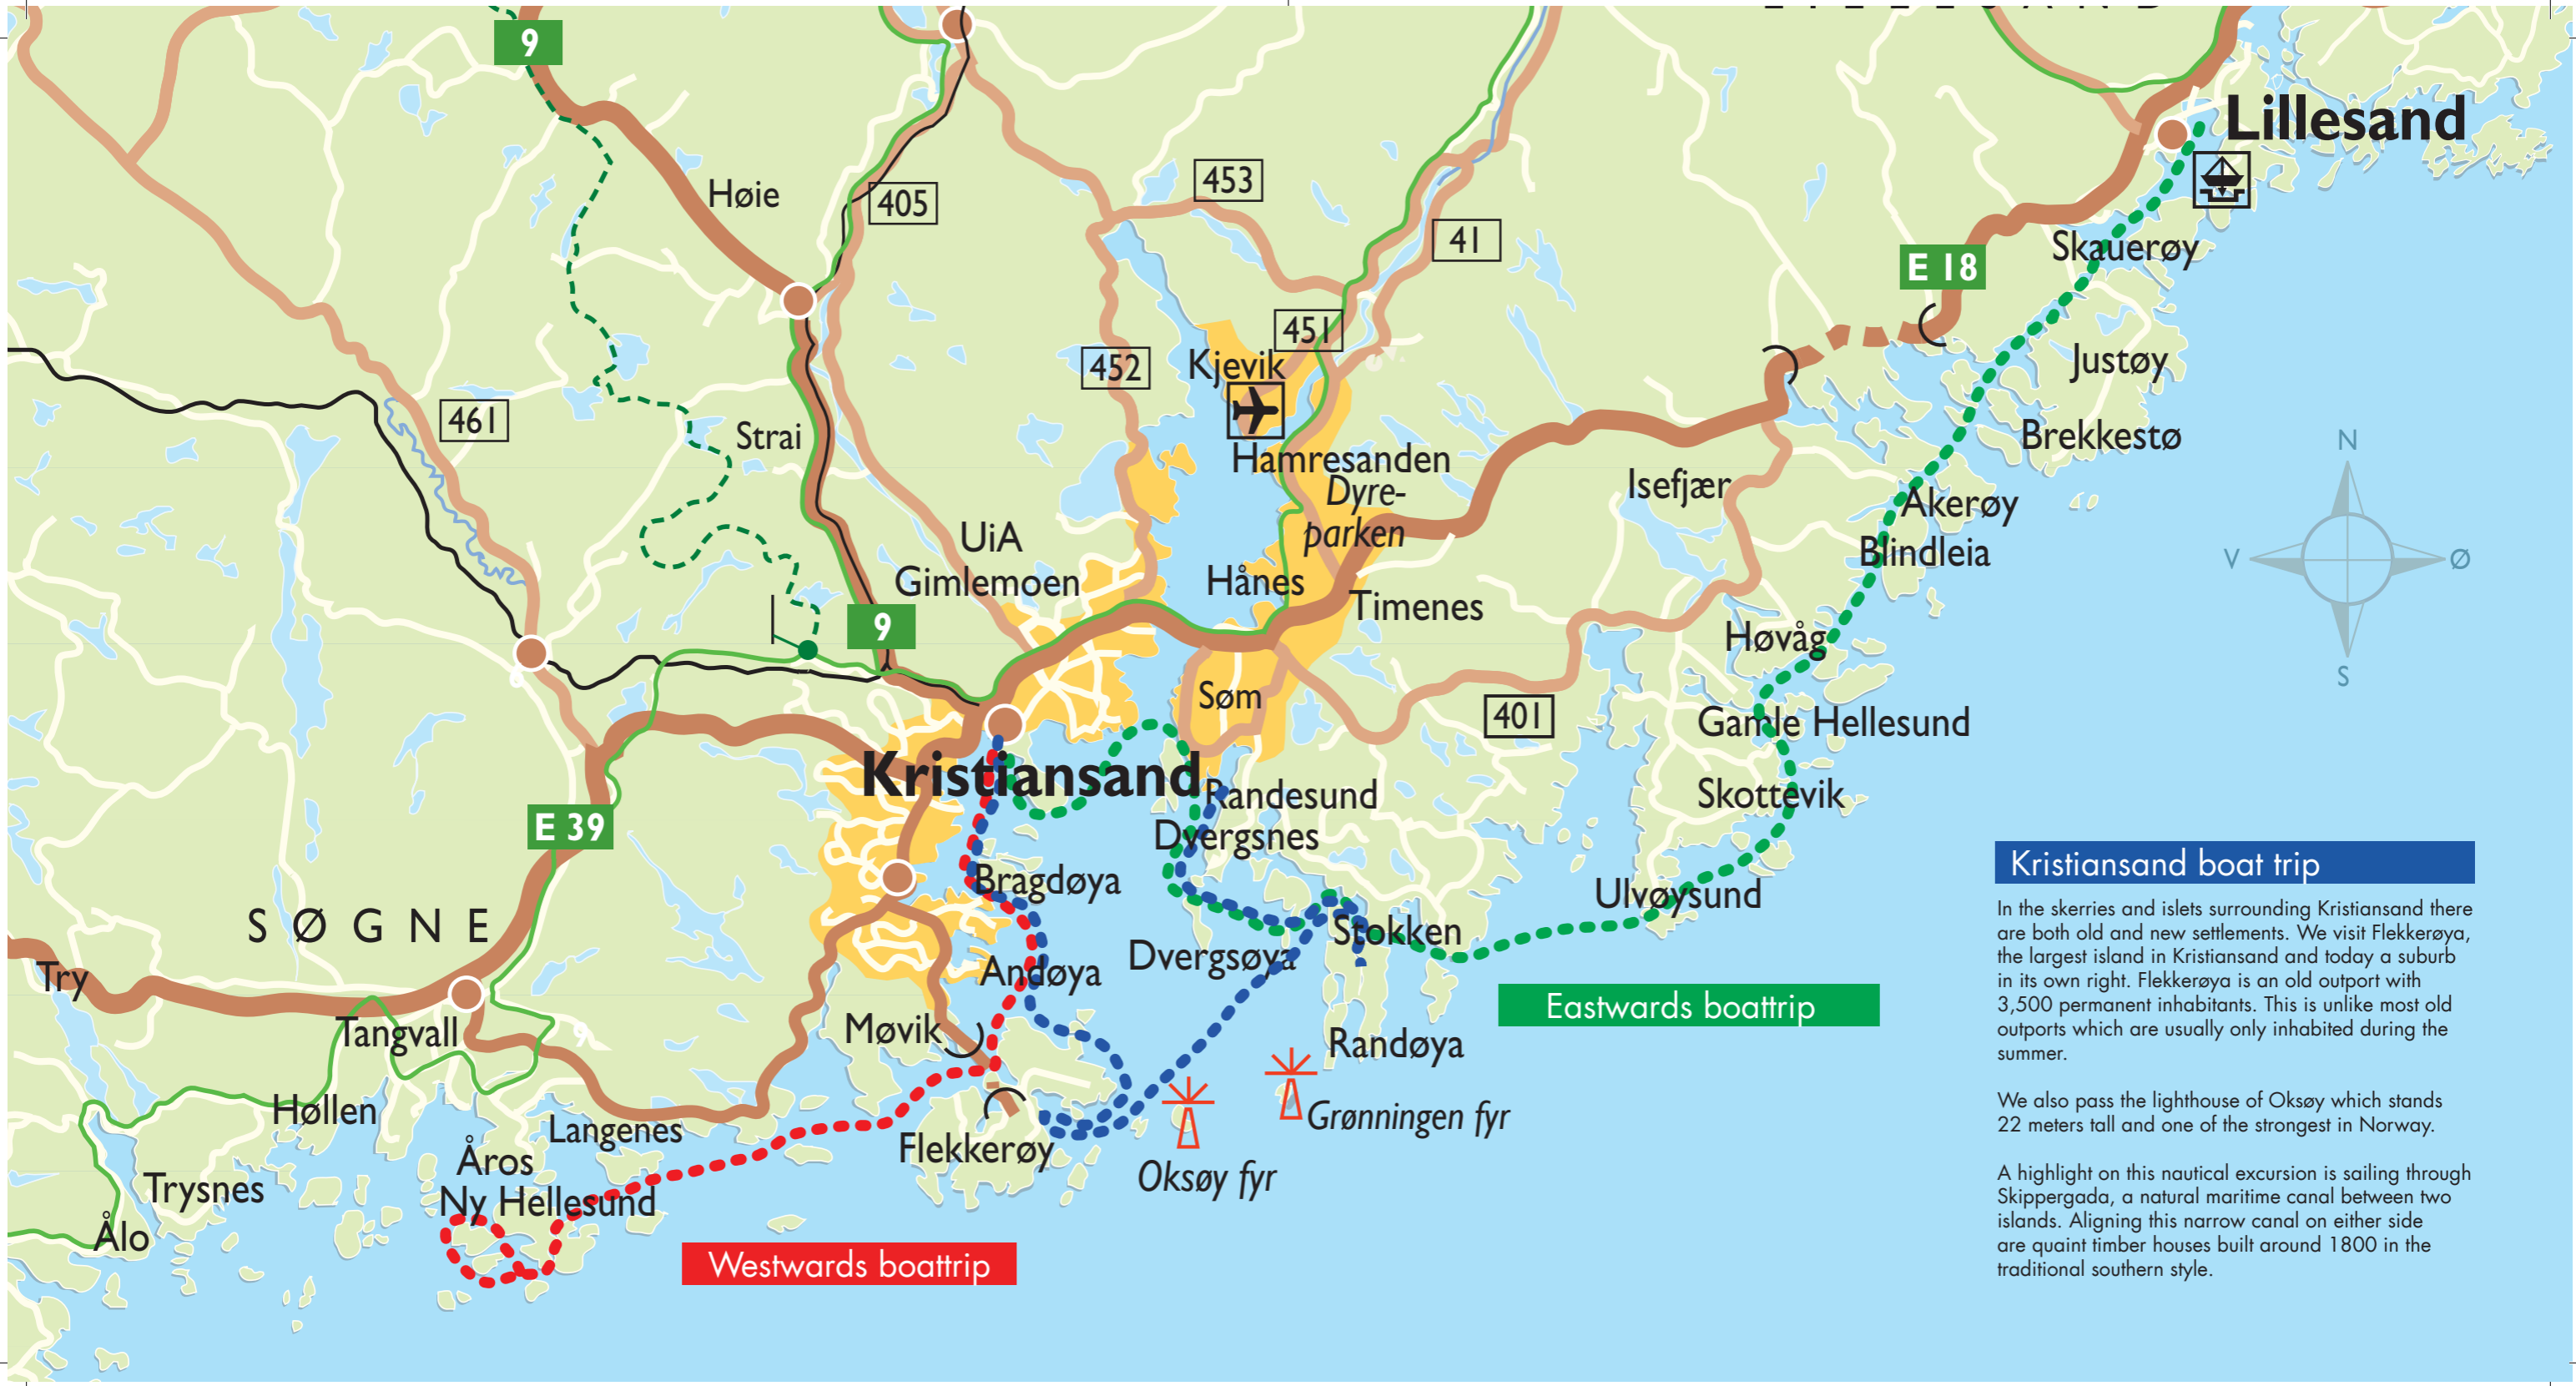 9
Lillesand
Høie
405
453
41
Skauerøy
E 18
451
Justøy
452
Kjevik
461
Strai
Brekkestø
N
Hamresanden
Isefjær
Dyre-
parken
Akerøy
UiA
Gimlemoen
Hånes
Blindleia
V
Ø
Timenes
9
Høvåg
S
Søm
401
Gamle Hellesund
Kristiansand
Randesund
Skottevik
E 39
Dvergsnes
Bragdøya
Ulvøysund
SØGNE
Stokken
Try
Andøya
Dvergsøya
Tangvall
Møvik
Randøya
Høllen
Langenes
Flekkerøy
Grønningen fyr
Åros
Oksøy fyr
Trysnes
Ny Hellesund
Ålo
Westwards boattrip
Eastwards boattrip
Kristiansand boat trip
In the skerries and islets surrounding Kristiansand there
are both old and new settlements. We visit Flekkerøya,
the largest island in Kristiansand and today a suburb
in its own right. Flekkerøya is an old outport with
3,500 permanent inhabitants. This is unlike most old
outports which are usually only inhabited during the
summer.
We also pass the lighthouse of Oksøy which stands
22 meters tall and one of the strongest in Norway.
A highlight on this nautical excursion is sailing through
Skippergada, a natural maritime canal between two
islands. Aligning this narrow canal on either side
are quaint timber houses built around 1800 in the
traditional southern style.